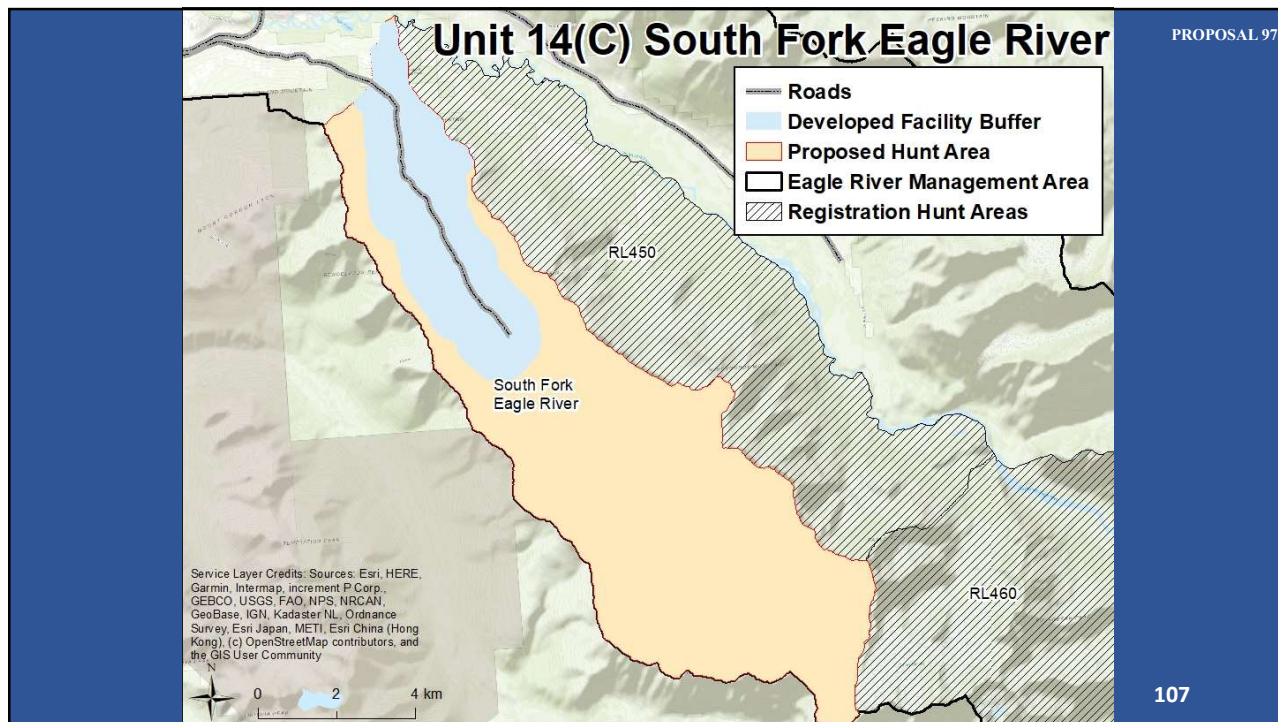 Unit 14(C) South Fork Eagle River
PROPOSAL 97
Roads
Developed Facility Buffer
Proposed Hunt Area
Eagle River Management Area
Registration Hunt Areas
RL450
South Fork
Eagle River
RL460
Service Layer Credits: Sources: Esri, HERE,
Garmin, Intermap, increment P Corp.,
GEBCO, USGS, FAO, NPS, NRCAN,
GeoBase, IGN, Kadaster NL, Ordnance
Survey, Esri Japan, METI, Esri China (Hong
Kong), (c) OpenStreetMap contributors, and
the GIS User Community
N
0 2 4 km
107